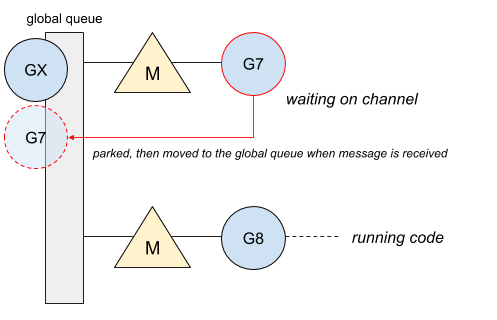 global queue
GX
M
G7
waiting on channel
G7
parked, then moved to the global queue when message is received
M
G8
running code